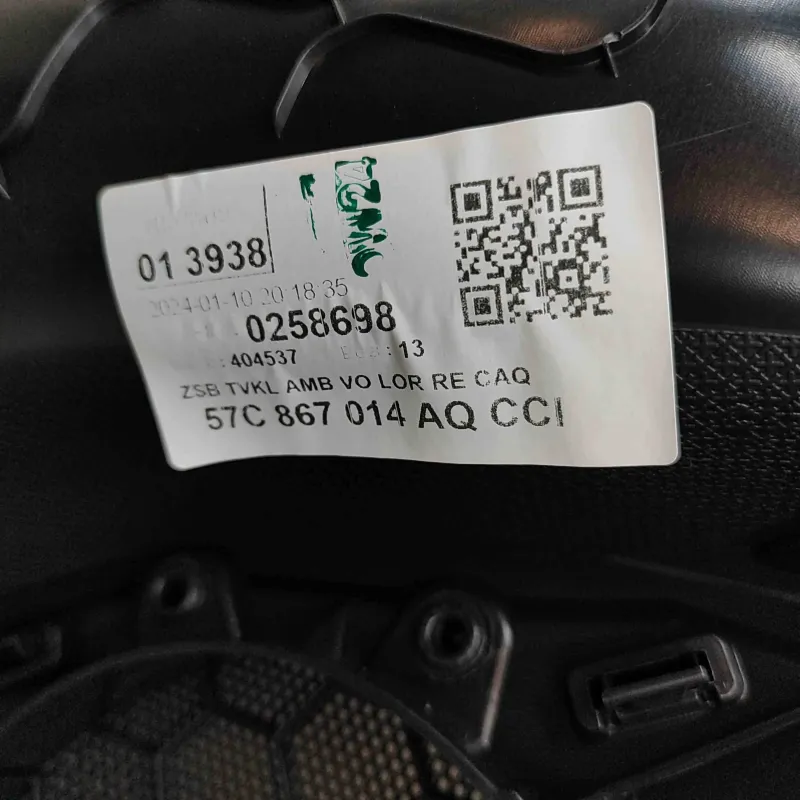 01 3938
2024-01-10 20:18:35
0258698
: 404537 : 13
ZSB TVKL AMB VO LOR RE CAQ
57C 867 014 AQ CCI